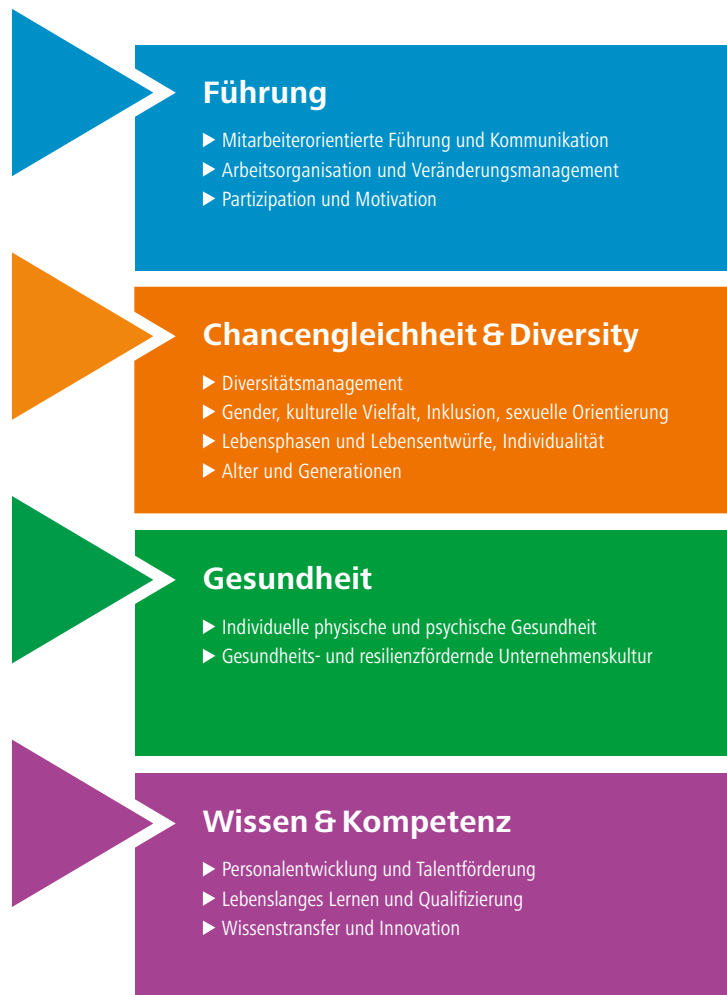 Führung
▶ Mitarbeiterorientierte Führung und Kommunikation
▶ Arbeitsorganisation und Veränderungsmanagement
▶ Partizipation und Motivation
Chancengleichheit & Diversity
▶ Diversitätsmanagement
▶ Gender, kulturelle Vielfalt, Inklusion, sexuelle Orientierung
▶ Lebensphasen und Lebensentwürfe, Individualität
▶ Alter und Generationen
Gesundheit
▶ Individuelle physische und psychische Gesundheit
▶ Gesundheits- und resilienzfördernde Unternehmenskultur
Wissen & Kompetenz
▶ Personalentwicklung und Talentförderung
▶ Lebenslanges Lernen und Qualifizierung
▶ Wissenstransfer und Innovation